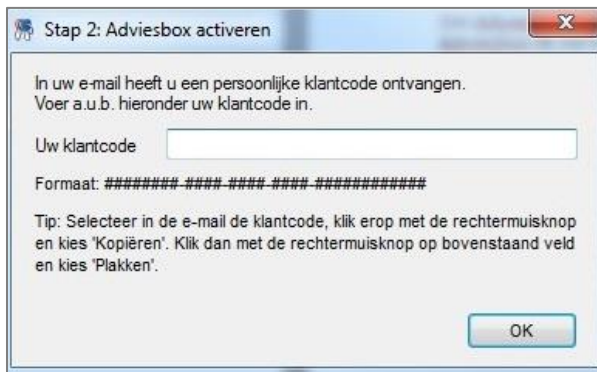 Stap 2: Adviesbox activeren
In uw e-mail heeft u een persoonlijke klantcode ontvangen.
Voer a.u.b. hieronder uw klantcode in.
Uw klantcode
Formaat: ########-####-####-####-############
Tip: Selecteer in de e-mail de klantcode, klik erop met de rechtermuisknop
en kies 'Kopiëren'. Klik dan met de rechtermuisknop op bovenstaand veld
en kies 'Plakken'.
OK